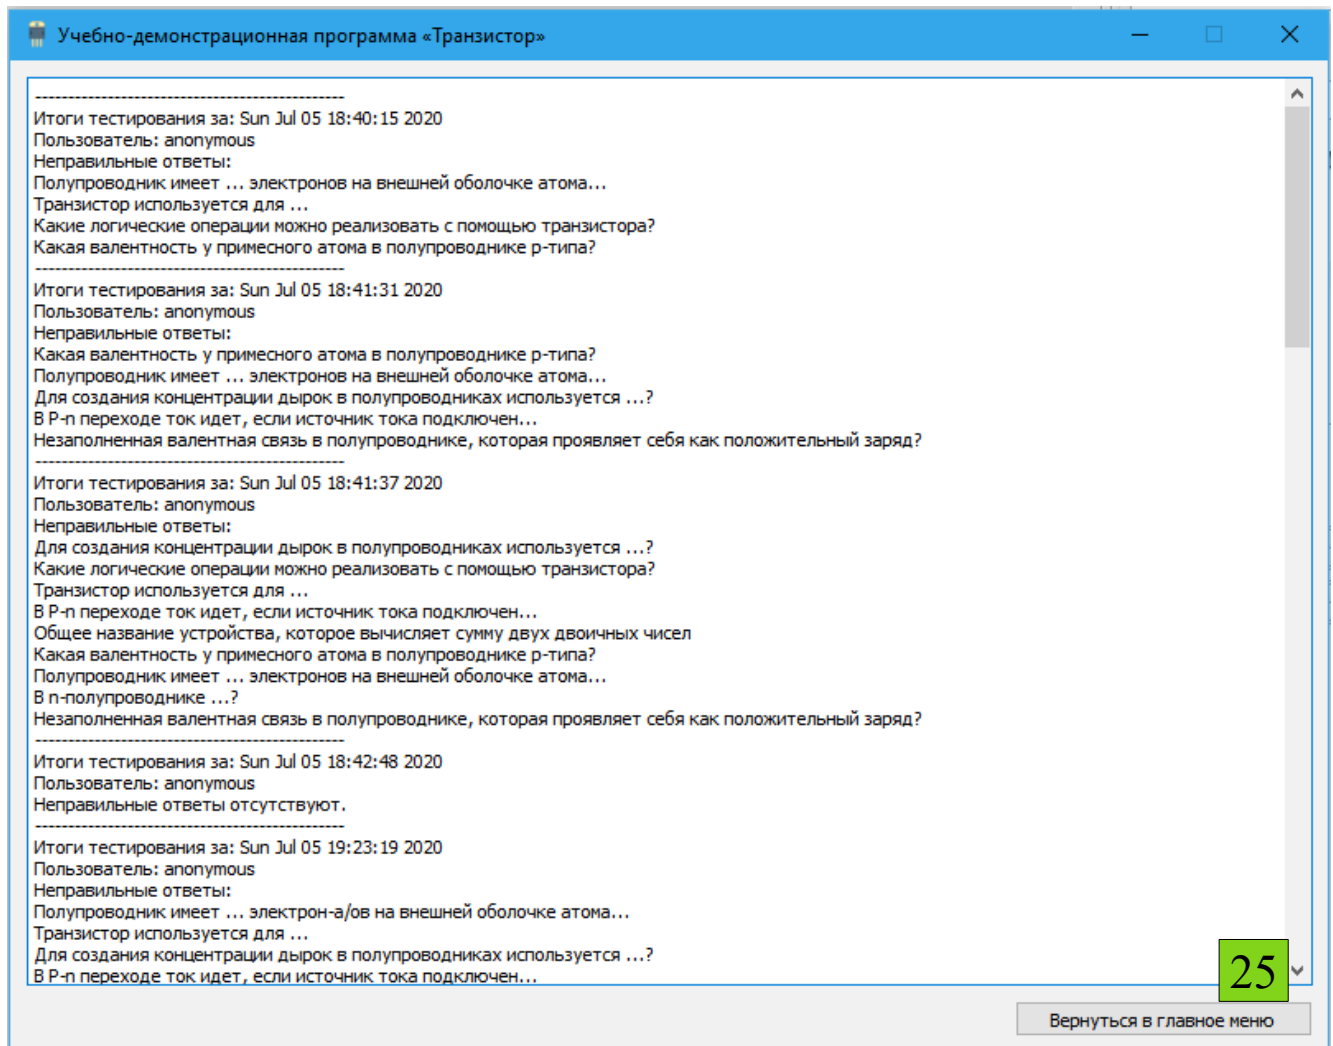 Учебно-демонстрационная программа «Транзистор»
-----------------------------------------------
Итоги тестирования за: Sun Jul 05 18:40:15 2020
Пользователь: anonymous
Неправильные ответы:
Полупроводник имеет ... электронов на внешней оболочке атома...
Транзистор используется для ...
Какие логические операции можно реализовать с помощью транзистора?
Какая валентность у примесного атома в полупроводнике p-типа?
-----------------------------------------------
Итоги тестирования за: Sun Jul 05 18:41:31 2020
Пользователь: anonymous
Неправильные ответы:
Какая валентность у примесного атома в полупроводнике p-типа?
Полупроводник имеет ... электронов на внешней оболочке атома...
Для создания концентрации дырок в полупроводниках используется ...?
В P-n переходе ток идет, если источник тока подключен...
Незаполненная валентная связь в полупроводнике, которая проявляет себя как положительный заряд?
-----------------------------------------------
Итоги тестирования за: Sun Jul 05 18:41:37 2020
Пользователь: anonymous
Неправильные ответы:
Для создания концентрации дырок в полупроводниках используется ...?
Какие логические операции можно реализовать с помощью транзистора?
Транзистор используется для ...
В P-n переходе ток идет, если источник тока подключен...
Общее название устройства, которое вычисляет сумму двух двоичных чисел
Какая валентность у примесного атома в полупроводнике p-типа?
Полупроводник имеет ... электронов на внешней оболочке атома...
В n-полупроводнике ...?
Незаполненная валентная связь в полупроводнике, которая проявляет себя как положительный заряд?
-----------------------------------------------
Итоги тестирования за: Sun Jul 05 18:42:48 2020
Пользователь: anonymous
Неправильные ответы отсутствуют.
-----------------------------------------------
Итоги тестирования за: Sun Jul 05 19:23:19 2020
Пользователь: anonymous
Неправильные ответы:
Полупроводник имеет ... электрон-а/ов на внешней оболочке атома...
Транзистор используется для ...
Для создания концентрации дырок в полупроводниках используется ...?
В P-n переходе ток идет, если источник тока подключен...
25
Вернуться в главное меню